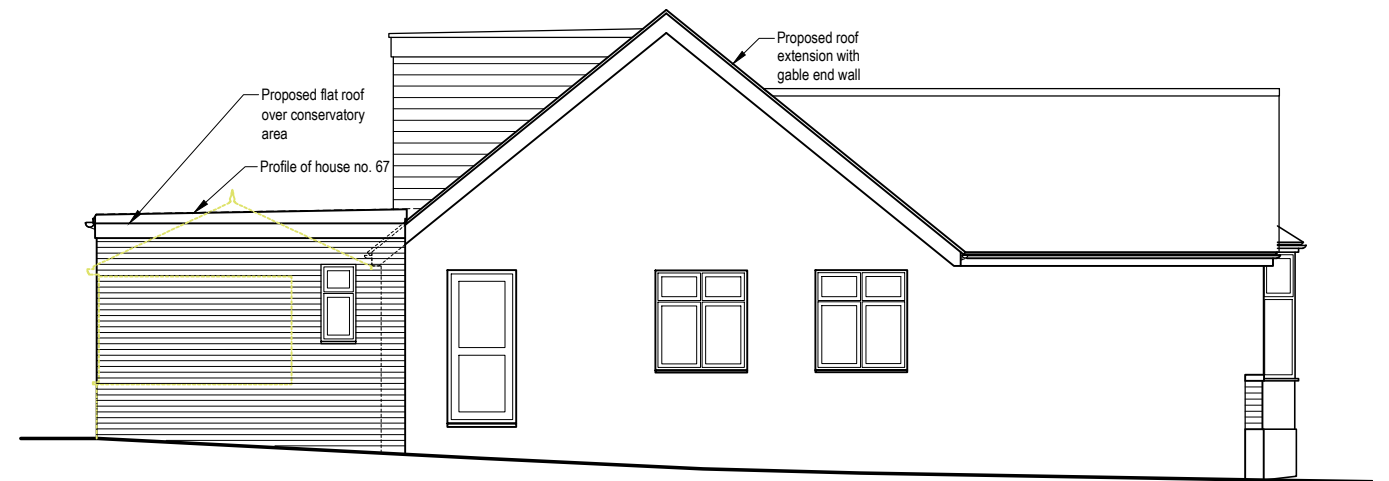 Proposed roof
extension with
gable end wall
Proposed flat roof
over conservatory
area
Profile of house no. 67